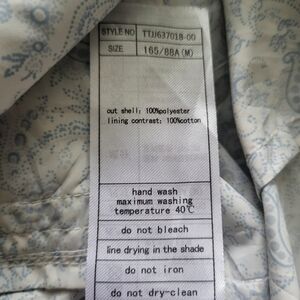 STYLE NO TTJJ637018-00
SIZE 165/88A(M)
out shell: 100%polyester
lining contrast: 100%cotton
hand wash
maximum washing
temperature 40℃
do not bleach
line drying in the shade
do not iron
do not dry-clean